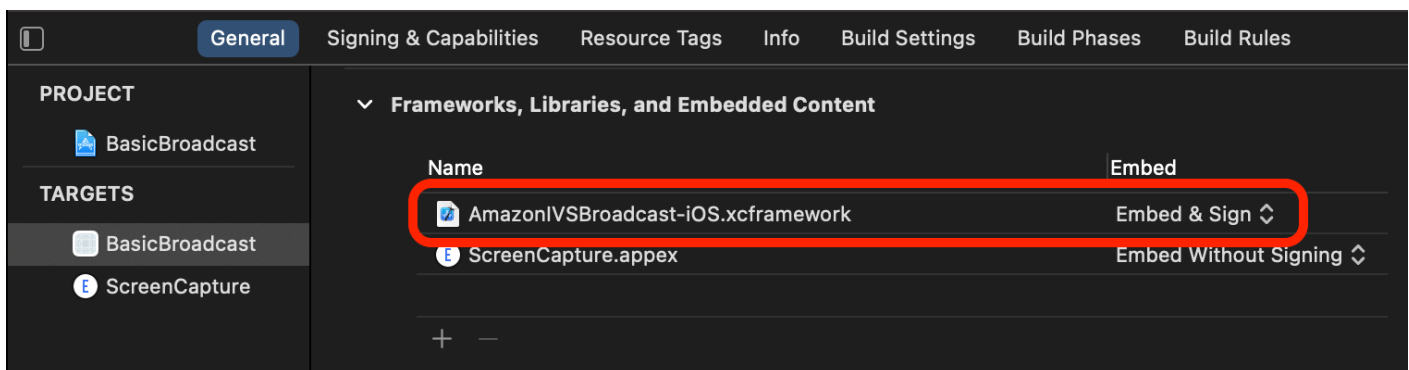 General Signing & Capabilities Resource Tags Info Build Settings Build Phases Build Rules
PROJECT
BasicBroadcast
TARGETS
BasicBroadcast
E ScreenCapture
Frameworks, Libraries, and Embedded Content
Name Embed
AmazonIVSBroadcast-iOS.xcframework Embed & Sign
E ScreenCapture.appex Embed Without Signing